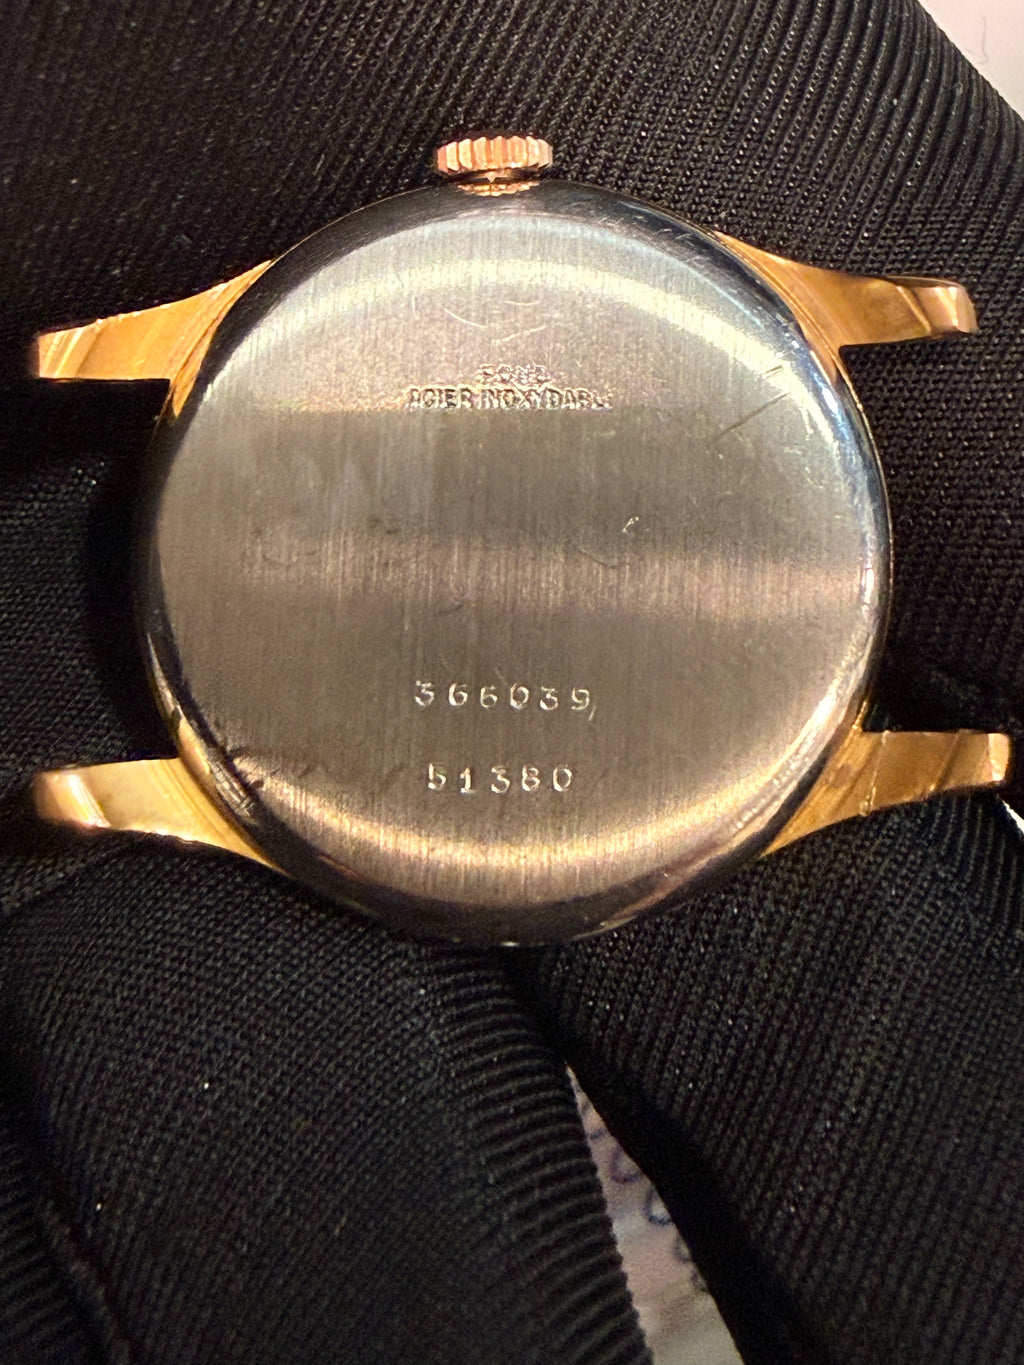 FOND
ACIER INOXYDABLE
366039
51380